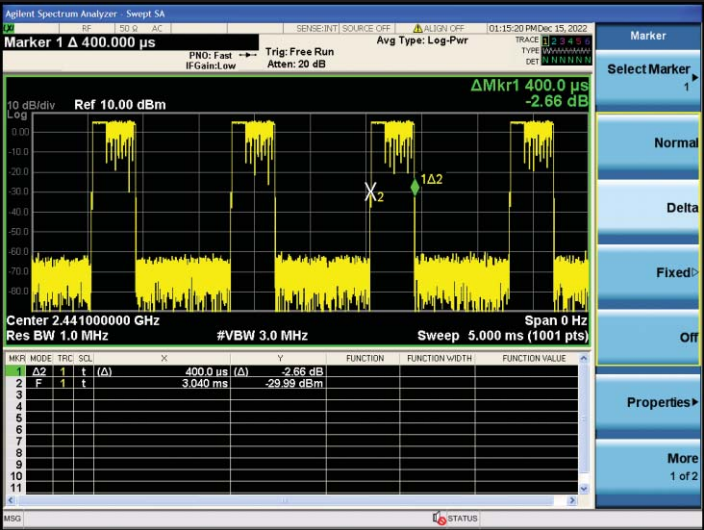 Agilent Spectrum Analyzer - Swept SA
RF 50 Ω AC SENSE:INT SOURCE OFF ALIGN OFF 01:15:20 PM Dec 15, 2022
Marker 1 Δ 400.000 μs
PNO: Fast
IFGain:Low
Trig: Free Run
Atten: 20 dB
Avg Type: Log-Pwr
TRACE 1 2 3 4 5 6
TYPE
DET N N N N N N
ΔMkr1 400.0 μs
-2.66 dB
10 dB/div Ref 10.00 dBm
Log
0.00
-10.0
-20.0
-30.0
-40.0
-50.0
-60.0
-70.0
-80.0
X2
1Δ2
Center 2.441000000 GHz Span 0 Hz
Res BW 1.0 MHz #VBW 3.0 MHz Sweep 5.000 ms (1001 pts)
MKR MODE TRC SCL X Y FUNCTION FUNCTION WIDTH FUNCTION VALUE
1 Δ2 1 t (Δ) 400.0 μs (Δ) -2.66 dB
2 F 1 t 3.040 ms -29.99 dBm
3
4
5
6
7
8
9
10
11
MSG STATUS
Marker
Select Marker
1
Normal
Delta
Fixed
Off
Properties
More
1 of 2